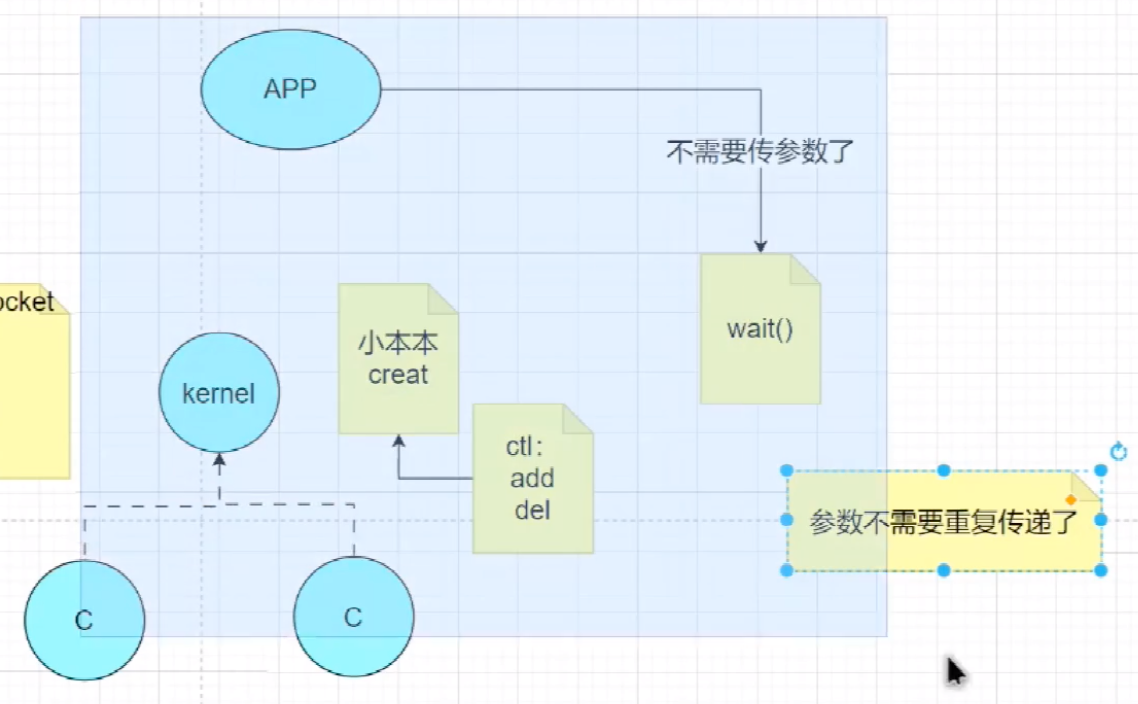 APP
不需要传参数了
ocket
小本本
creat
wait()
kernel
ctl：
add
del
参数不需要重复传递了
C
C